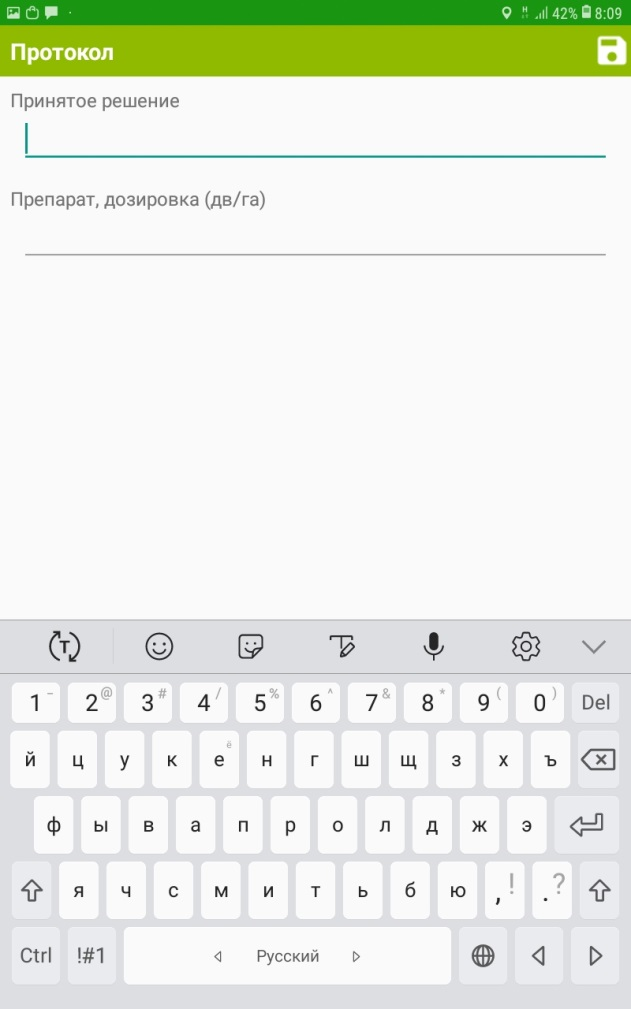 42% 8:09
Протокол
Принятое решение
Препарат, дозировка (дв/га)
T
1 - 2 @ 3 # 4 / 5 % 6 ^ 7 & 8 * 9 ( 0 ) Del
й ц у к е ё н г ш щ з х ъ
ф ы в а п р о л д ж э
я ч с м и т ь б ю , ! . ?
Ctrl !#1 Русский